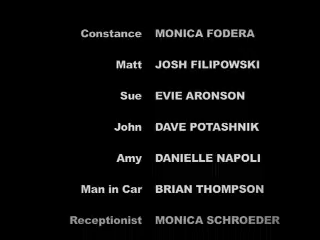 Constance MONICA FODERA
Matt JOSH FILIPOWSKI
Sue EVIE ARONSON
John DAVE POTASHNIK
Amy DANIELLE NAPOLI
Man in Car BRIAN THOMPSON
Receptionist MONICA SCHROEDER